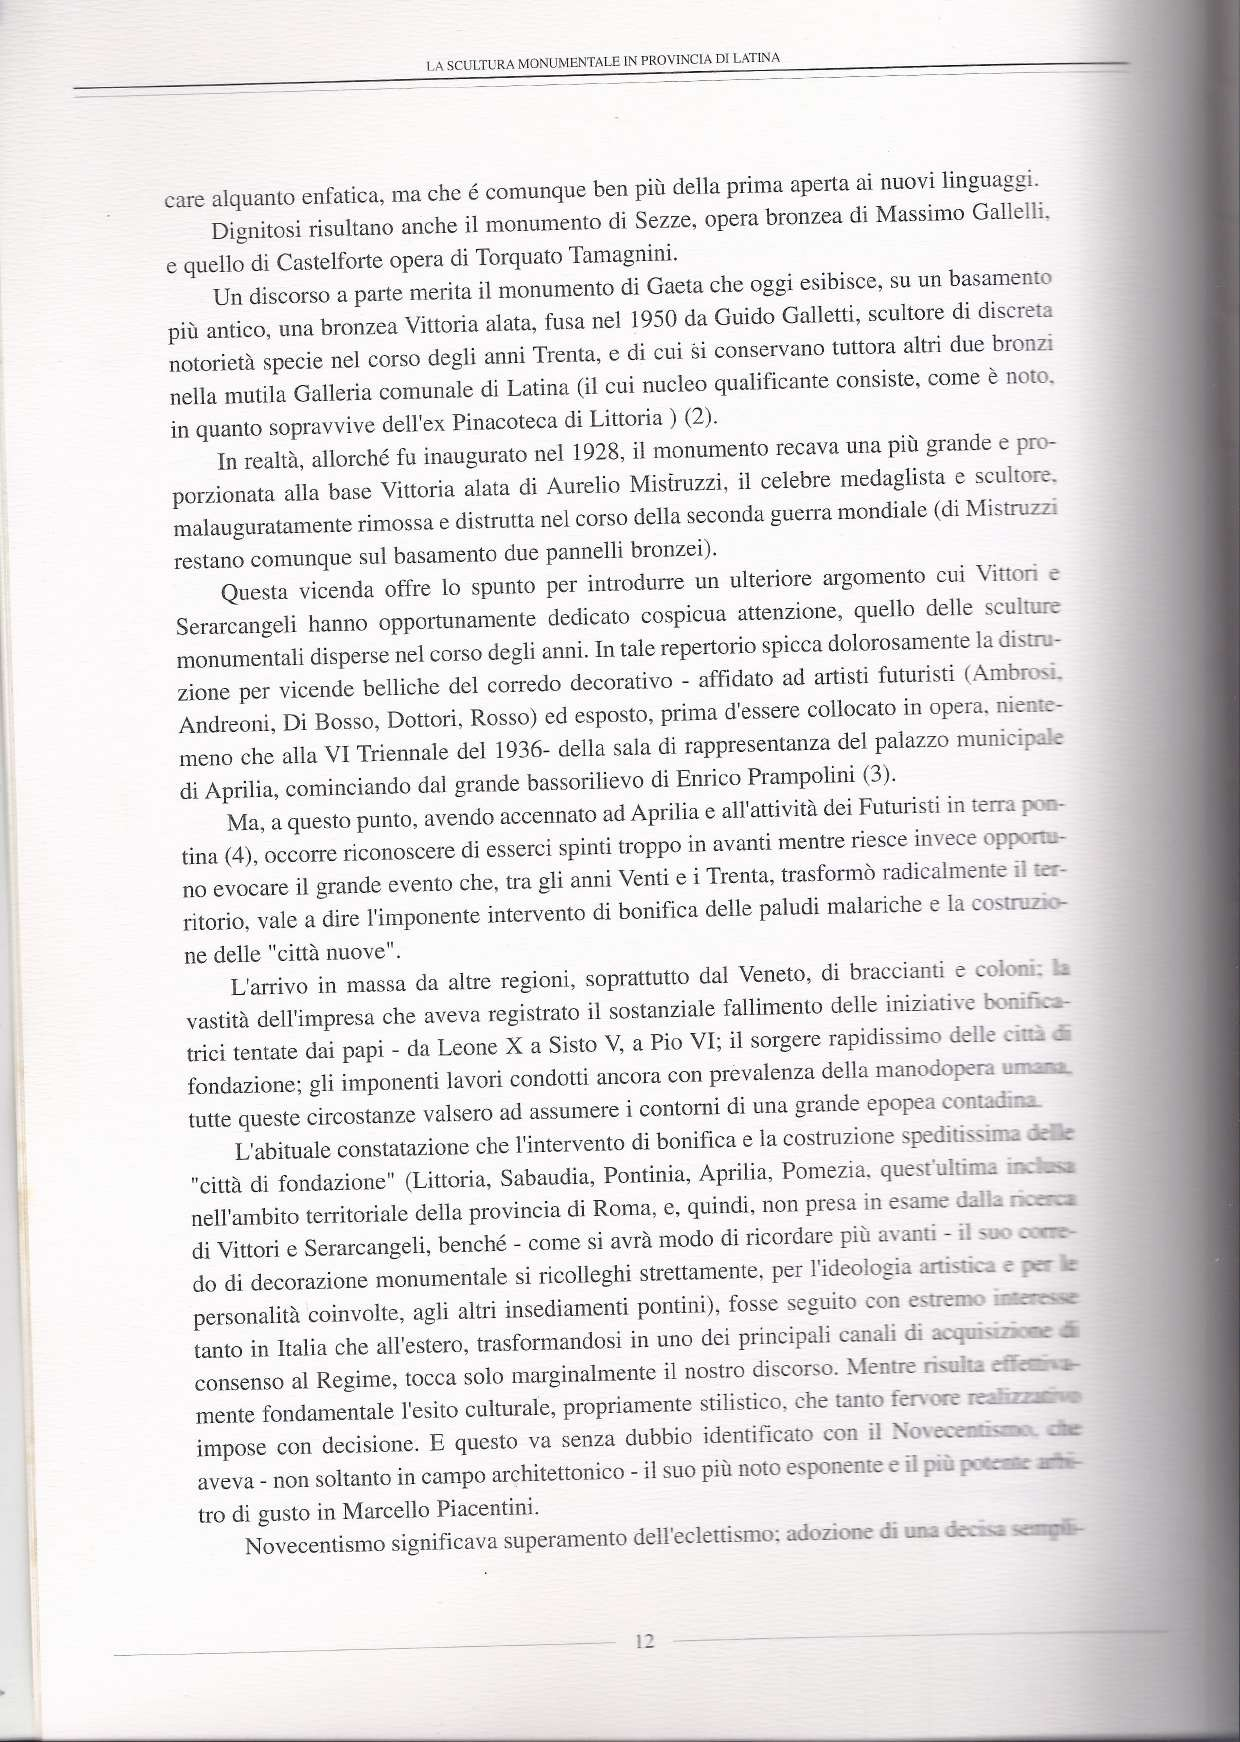 LA SCULTURA MONUMENTALE IN PROVINCIA DI LATINA
care alquanto enfatica, ma che é comunque ben più della prima aperta ai nuovi linguaggi.
Dignitosi risultano anche il monumento di Sezze, opera bronzea di Massimo Gallelli,
e quello di Castelforte opera di Torquato Tamagnini.
Un discorso a parte merita il monumento di Gaeta che oggi esibisce, su un basamento
più antico, una bronzea Vittoria alata, fusa nel 1950 da Guido Galletti, scultore di discreta
notorietà specie nel corso degli anni Trenta, e di cui si conservano tuttora altri due bronzi
nella mutila Galleria comunale di Latina (il cui nucleo qualificante consiste, come è noto,
in quanto sopravvive dell'ex Pinacoteca di Littoria ) (2).
In realtà, allorché fu inaugurato nel 1928, il monumento recava una più grande e pro-
porzionata alla base Vittoria alata di Aurelio Mistruzzi, il celebre medaglista e scultore,
malauguratamente rimossa e distrutta nel corso della seconda guerra mondiale (di Mistruzzi
restano comunque sul basamento due pannelli bronzei).
Questa vicenda offre lo spunto per introdurre un ulteriore argomento cui Vittori e
Serarcangeli hanno opportunamente dedicato cospicua attenzione, quello delle sculture
monumentali disperse nel corso degli anni. In tale repertorio spicca dolorosamente la distru-
zione per vicende belliche del corredo decorativo - affidato ad artisti futuristi (Ambrosi,
Andreoni, Di Bosso, Dottori, Rosso) ed esposto, prima d'essere collocato in opera, niente-
meno che alla VI Triennale del 1936- della sala di rappresentanza del palazzo municipale
di Aprilia, cominciando dal grande bassorilievo di Enrico Prampolini (3).
Ma, a questo punto, avendo accennato ad Aprilia e all'attività dei Futuristi in terra pon-
tina (4), occorre riconoscere di esserci spinti troppo in avanti mentre riesce invece opportu-
no evocare il grande evento che, tra gli anni Venti e i Trenta, trasformò radicalmente il ter-
ritorio, vale a dire l'imponente intervento di bonifica delle paludi malariche e la costruzio-
ne delle "città nuove".
L'arrivo in massa da altre regioni, soprattutto dal Veneto, di braccianti e coloni; la
vastità dell'impresa che aveva registrato il sostanziale fallimento delle iniziative bonifica-
trici tentate dai papi - da Leone X a Sisto V, a Pio VI; il sorgere rapidissimo delle città di
fondazione; gli imponenti lavori condotti ancora con prevalenza della manodopera umana,
tutte queste circostanze valsero ad assumere i contorni di una grande epopea contadina.
L'abituale constatazione che l'intervento di bonifica e la costruzione speditissima delle
"città di fondazione" (Littoria, Sabaudia, Pontinia, Aprilia, Pomezia, quest'ultima inclusa
nell'ambito territoriale della provincia di Roma, e, quindi, non presa in esame dalla ricerca
di Vittori e Serarcangeli, benché - come si avrà modo di ricordare più avanti - il suo corre-
do di decorazione monumentale si ricolleghi strettamente, per l'ideologia artistica e per le
personalità coinvolte, agli altri insediamenti pontini), fosse seguito con estremo interesse
tanto in Italia che all'estero, trasformandosi in uno dei principali canali di acquisizione di
consenso al Regime, tocca solo marginalmente il nostro discorso. Mentre risulta effettiva-
mente fondamentale l'esito culturale, propriamente stilistico, che tanto fervore realizzativo
impose con decisione. E questo va senza dubbio identificato con il Novecentismo, che
aveva - non soltanto in campo architettonico - il suo più noto esponente e il più potente arbi-
tro di gusto in Marcello Piacentini.
Novecentismo significava superamento dell'eclettismo; adozione di una decisa sempli-
12